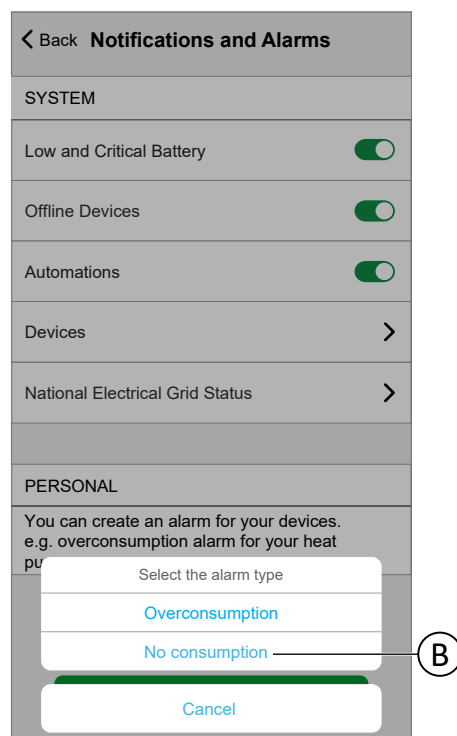 Back Notifications and Alarms
SYSTEM
Low and Critical Battery
Offline Devices
Automations
Devices
National Electrical Grid Status
PERSONAL
You can create an alarm for your devices.
e.g. overconsumption alarm for your heat
Select the alarm type
Overconsumption
No consumption
B
Cancel